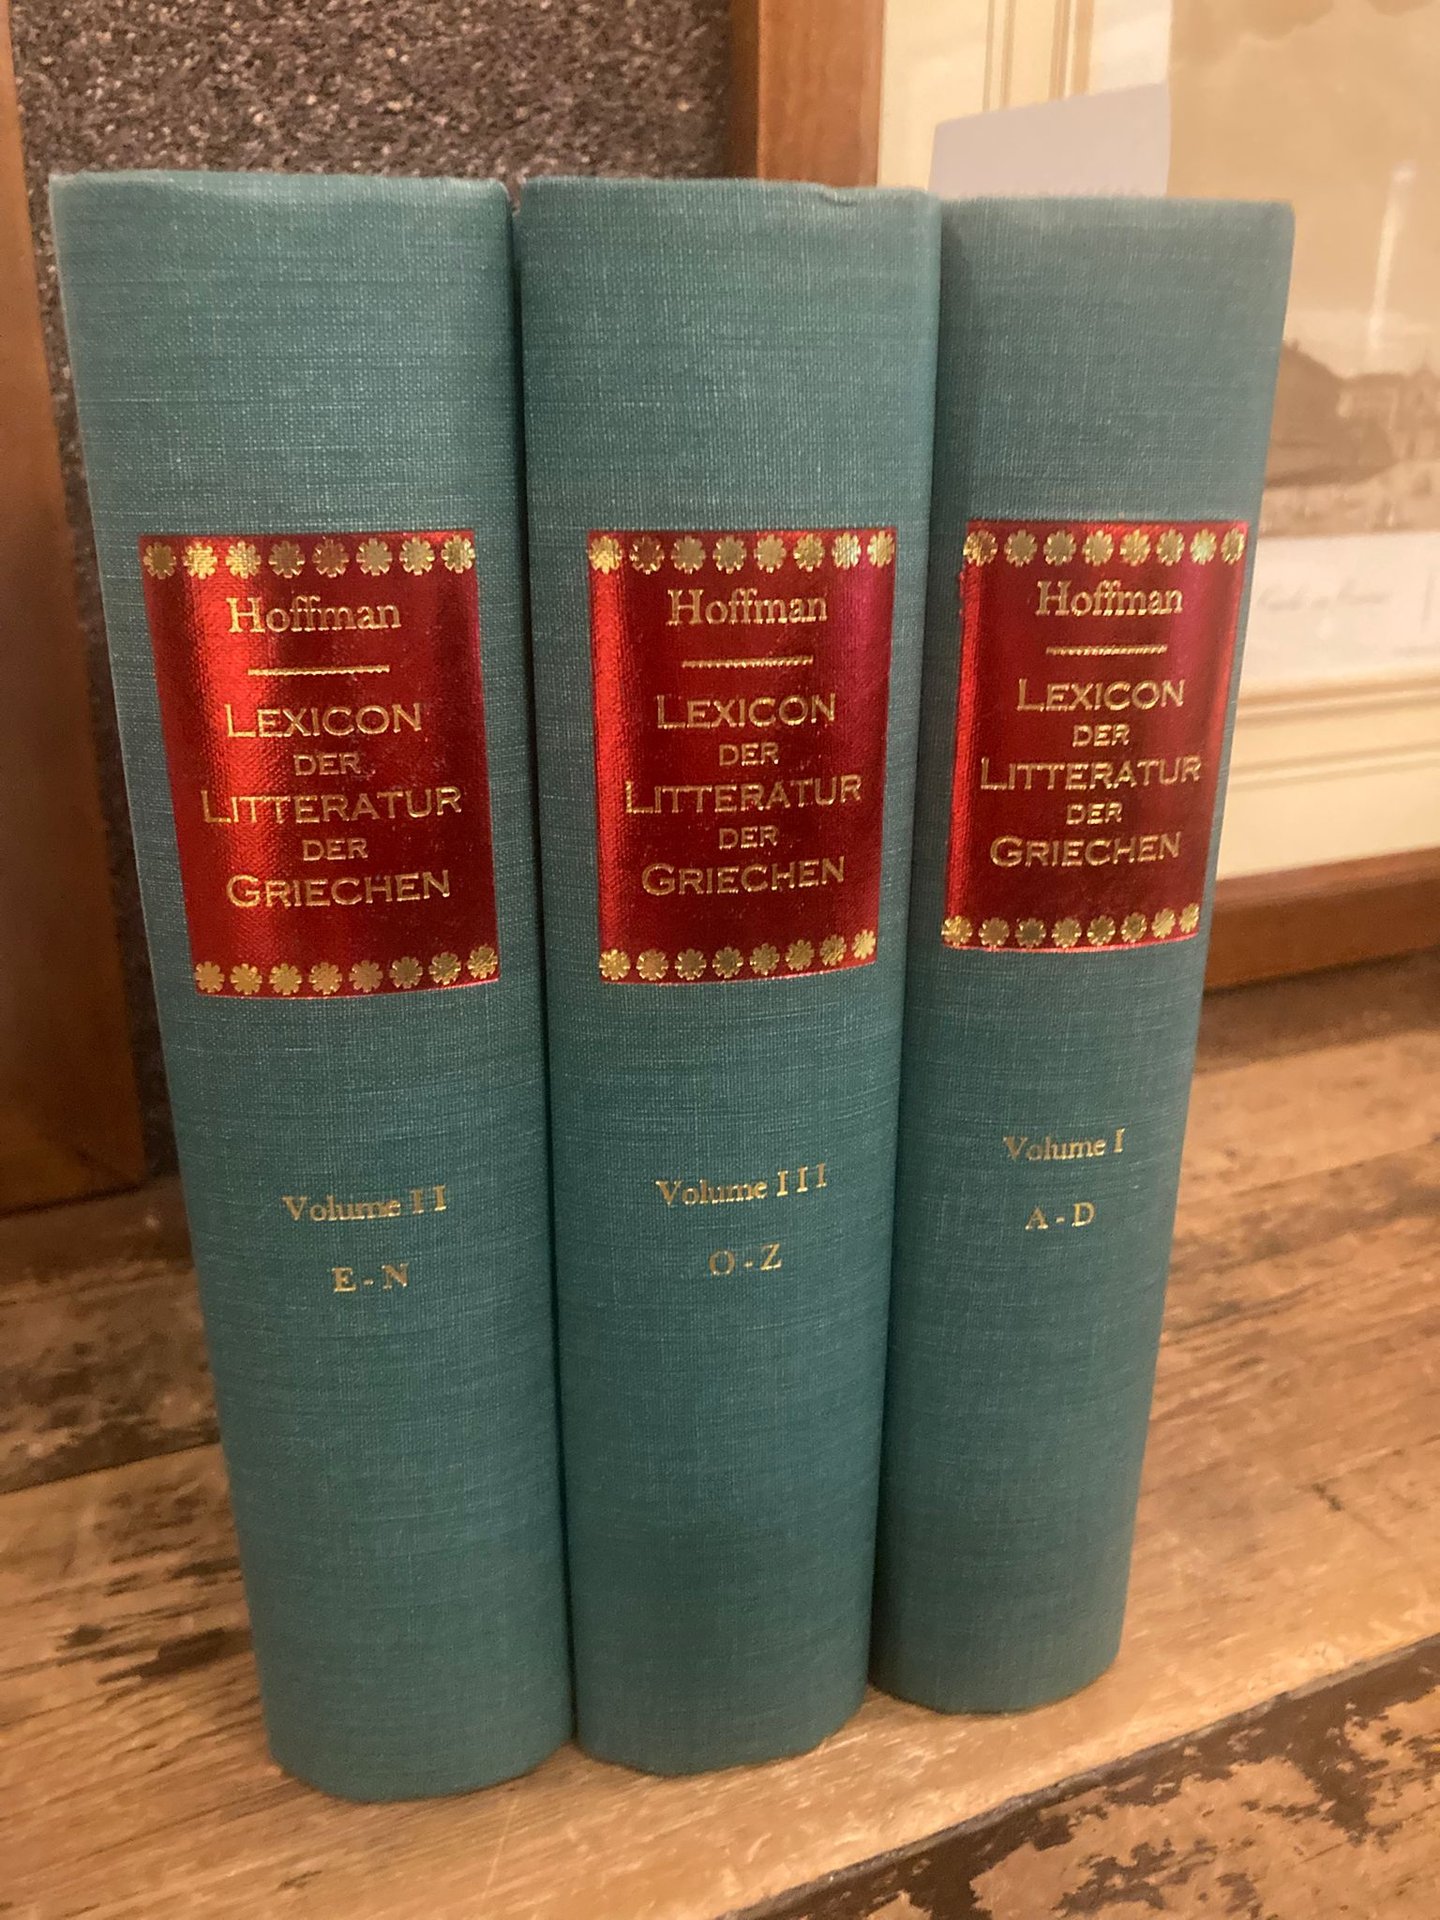 Hoffman
LEXICON
DER
LITTERATUR
DER
GRIECHEN
Volume II
E-N
Hoffman
LEXICON
DER
LITTERATUR
DER
GRIECHEN
Volume III
O-Z
Hoffman
LEXICON
DER
LITTERATUR
DER
GRIECHEN
Volume I
A-D